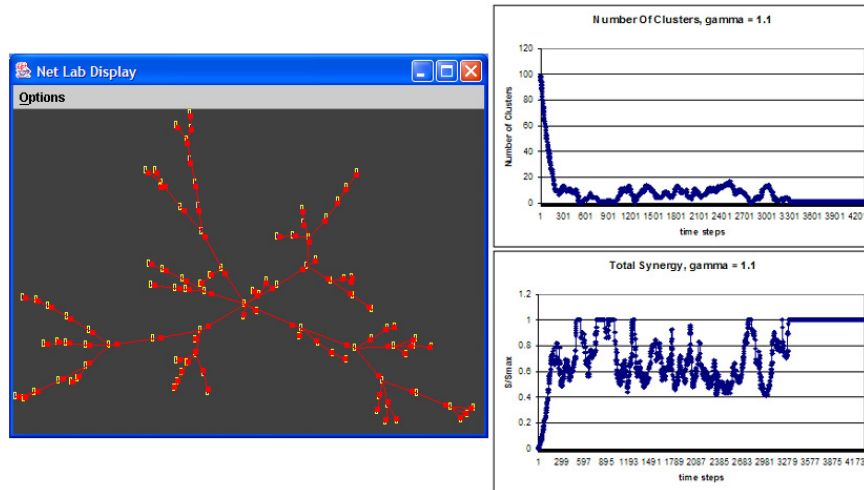 Net Lab Display
Options
Number Of Clusters, gamma = 1.1
Number of Clusters
120
100
80
60
40
20
0
1 301 601 901 1201 1501 1801 2101 2401 2701 3001 3301 3601 3901 4201
time steps
Total Synergy, gamma = 1.1
S/Smax
1.2
1
0.8
0.6
0.4
0.2
0
1 299 597 895 1193 1491 1789 2087 2385 2683 2981 3279 3577 3875 4173
time steps